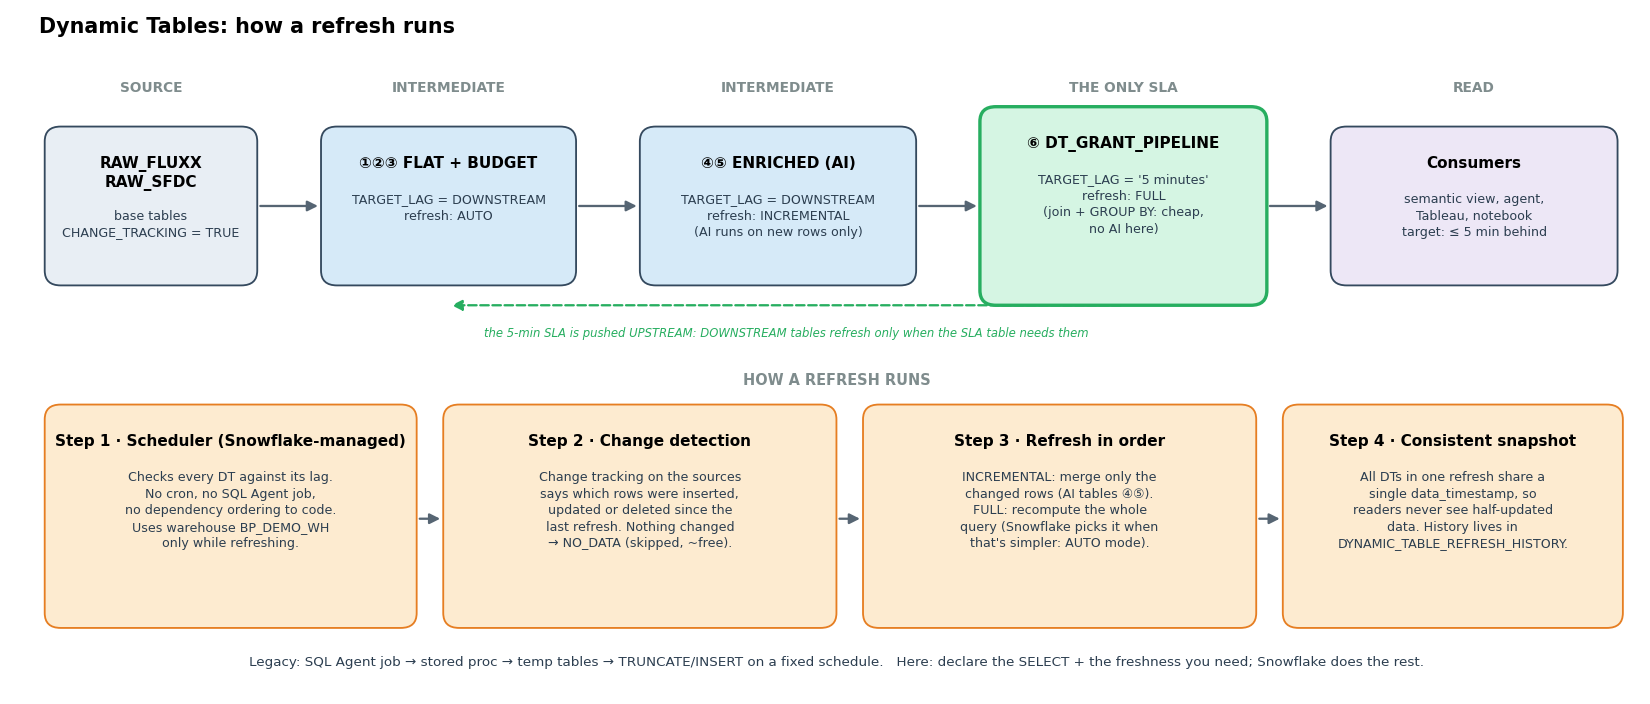 Dynamic Tables: how a refresh runs
SOURCE
INTERMEDIATE
INTERMEDIATE
THE ONLY SLA
READ
RAW_FLUXX
RAW_SFDC
base tables
CHANGE_TRACKING = TRUE
①②③ FLAT + BUDGET
TARGET_LAG = DOWNSTREAM
refresh: AUTO
④⑤ ENRICHED (AI)
TARGET_LAG = DOWNSTREAM
refresh: INCREMENTAL
(AI runs on new rows only)
⑥ DT_GRANT_PIPELINE
TARGET_LAG = '5 minutes'
refresh: FULL
(join + GROUP BY: cheap,
no AI here)
Consumers
semantic view, agent,
Tableau, notebook
target: ≤ 5 min behind
the 5-min SLA is pushed UPSTREAM: DOWNSTREAM tables refresh only when the SLA table needs them
HOW A REFRESH RUNS
Step 1 · Scheduler (Snowflake-managed)
Checks every DT against its lag.
No cron, no SQL Agent job,
no dependency ordering to code.
Uses warehouse BP_DEMO_WH
only while refreshing.
Step 2 · Change detection
Change tracking on the sources
says which rows were inserted,
updated or deleted since the
last refresh. Nothing changed
→ NO_DATA (skipped, ~free).
Step 3 · Refresh in order
INCREMENTAL: merge only the
changed rows (AI tables ④⑤).
FULL: recompute the whole
query (Snowflake picks it when
that's simpler: AUTO mode).
Step 4 · Consistent snapshot
All DTs in one refresh share a
single data_timestamp, so
readers never see half-updated
data. History lives in
DYNAMIC_TABLE_REFRESH_HISTORY.
Legacy: SQL Agent job → stored proc → temp tables → TRUNCATE/INSERT on a fixed schedule.   Here: declare the SELECT + the freshness you need; Snowflake does the rest.